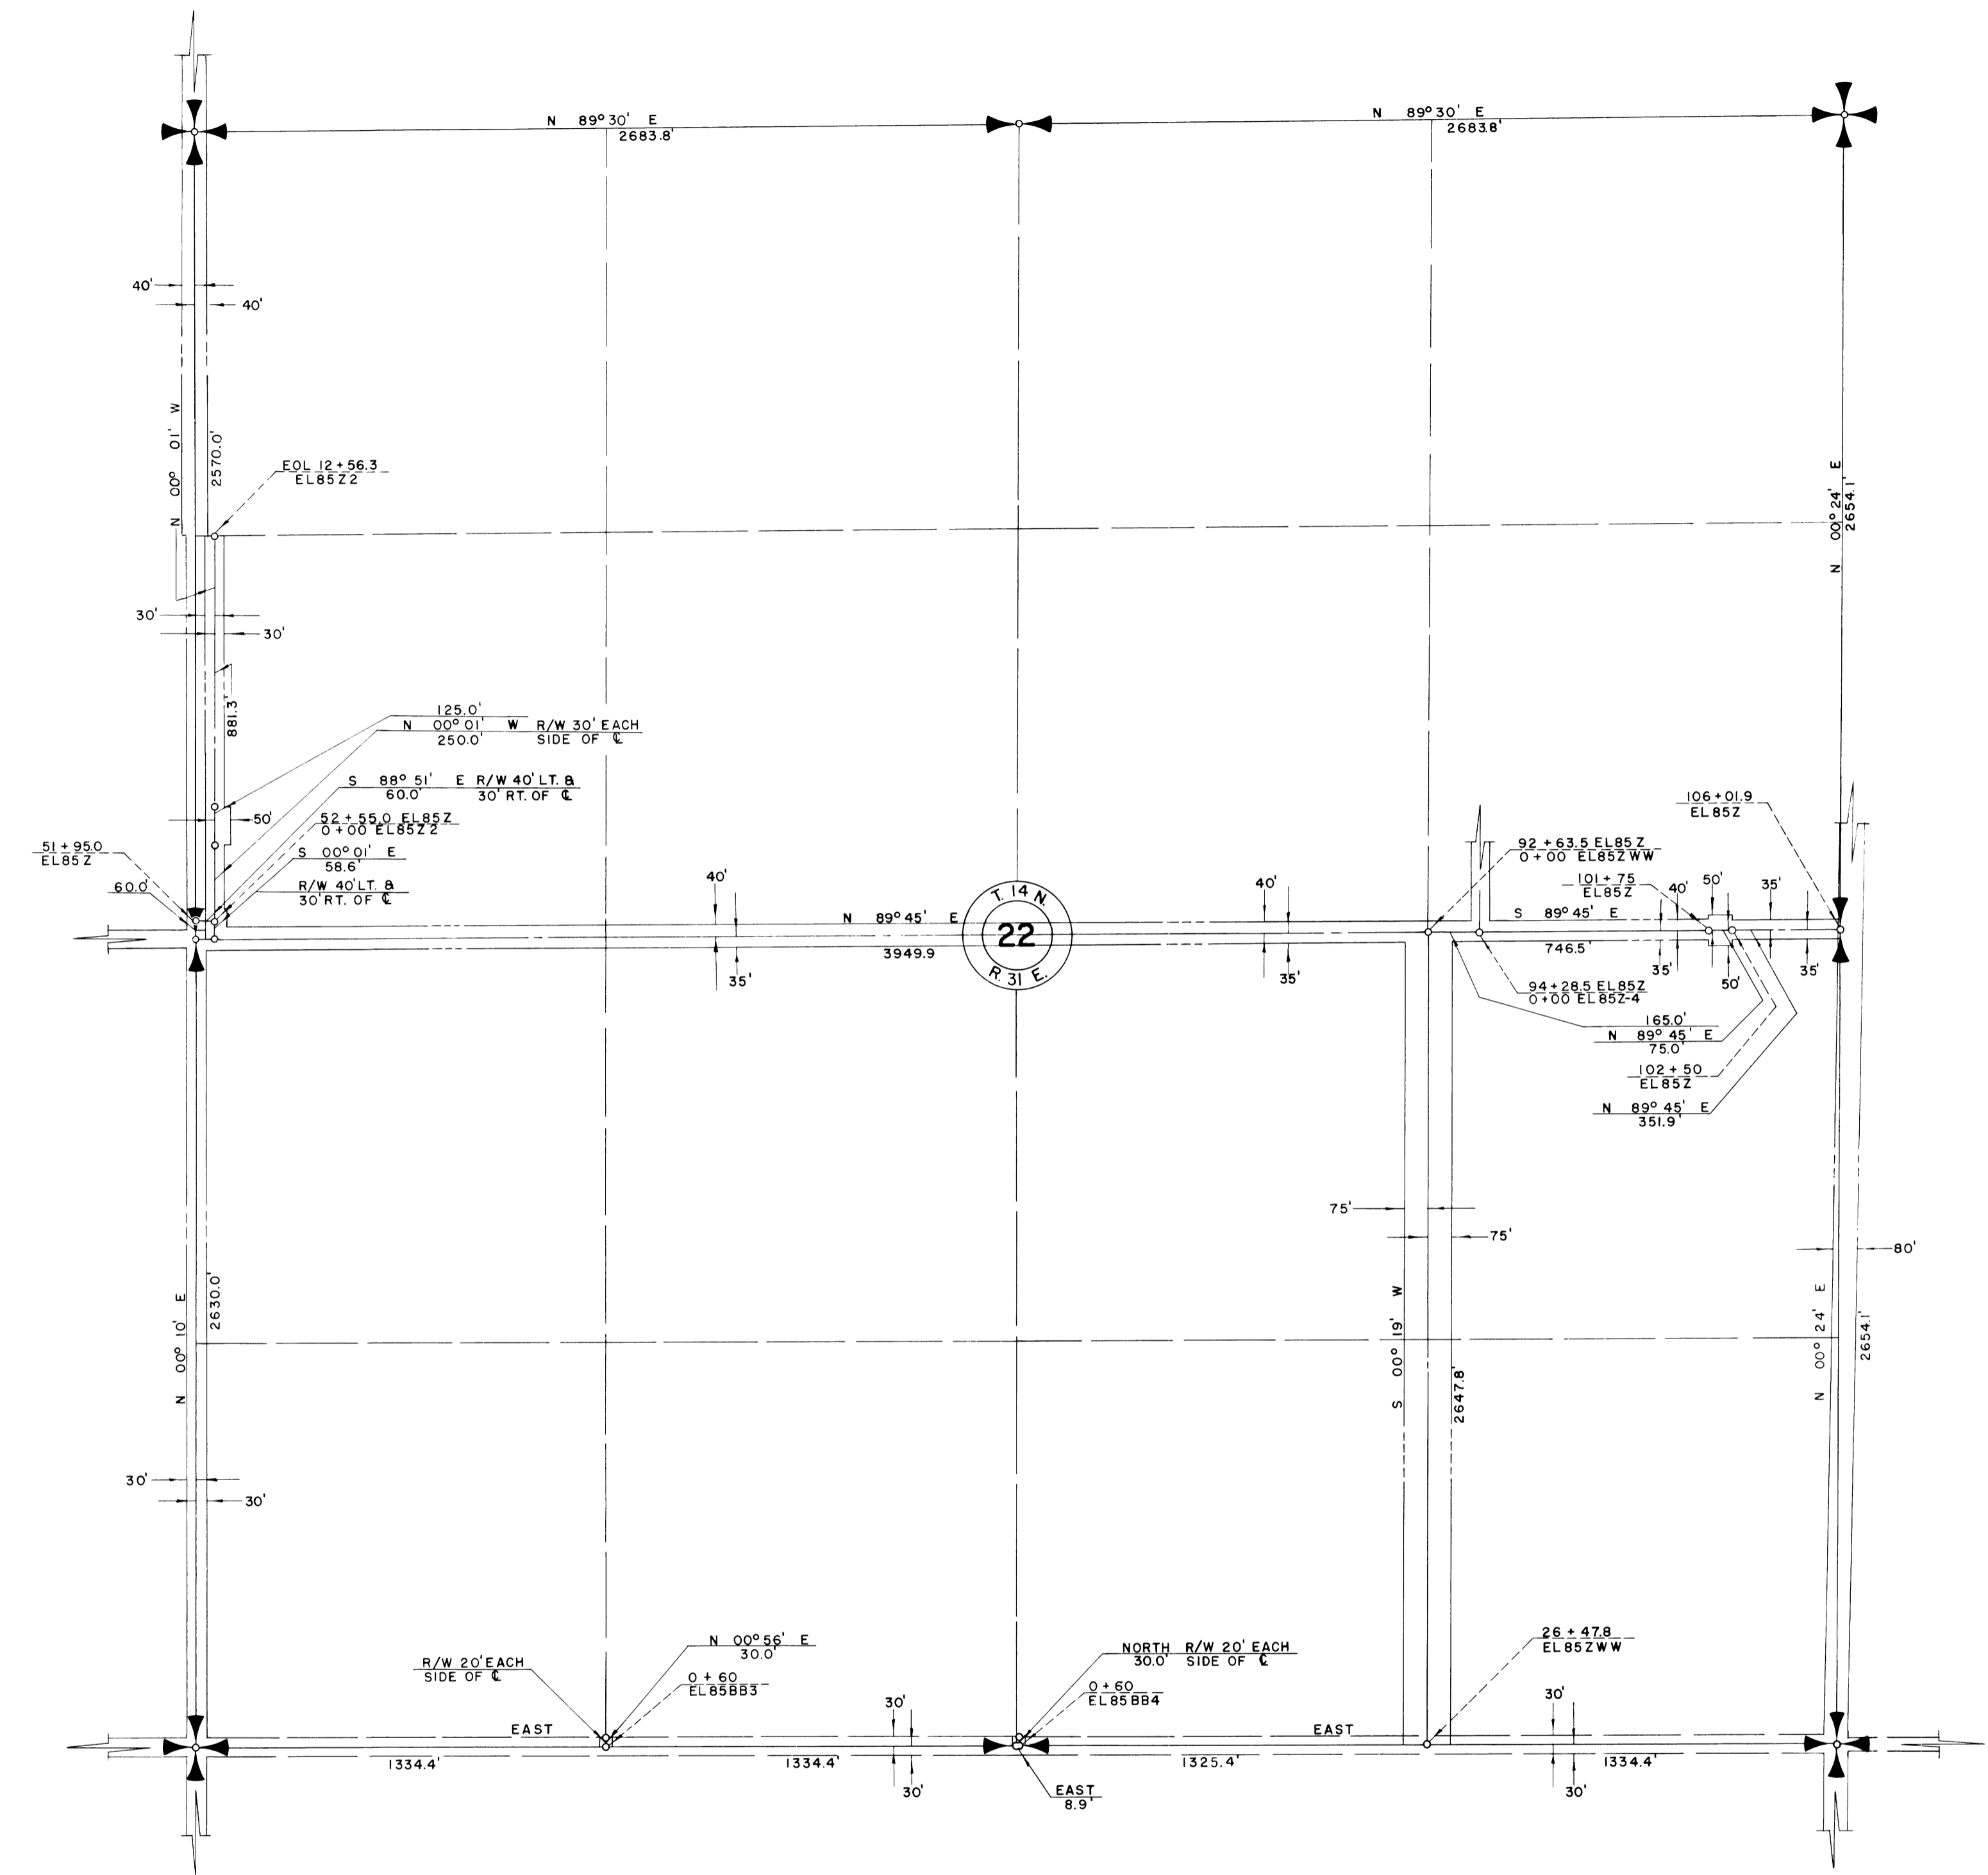 N 89° 30' E
2683.8'
N 89° 30' E
2683.8'
40'
40'
N 00° 01' W
2570.0'
EOL 12+56.3
EL85Z2
N 00° 24' E
2654.1'
30'
30'
881.3'
125.0'
N 00° 01' W R/W 30' EACH
250.0' SIDE OF ℄
S 88° 51' E R/W 40' LT. &
60.0' 30' RT. OF ℄
50'
52+55.0 EL85Z
0+00 EL85Z2
51+95.0
EL85Z
S 00° 01' E
58.6'
60.0'
R/W 40' LT. &
30' RT. OF ℄
40'
N 89° 45' E
3949.9
35'
T. 14 N.
22
R. 31 E.
40'
35'
92+63.5 EL85Z
0+00 EL85ZWW
106+01.9
EL85Z
101+75
EL85Z
40'
50'
35'
S 89° 45' E
746.5'
35'
50'
35'
94+28.5 EL85Z
0+00 EL85Z-4
165.0'
N 89° 45' E
75.0'
102+50
EL85Z
N 89° 45' E
351.9'
75'
75'
80'
N 00° 10' E
2630.0'
S 00° 19' W
2647.8'
N 00° 24' E
2654.1'
30'
30'
R/W 20' EACH
SIDE OF ℄
N 00° 56' E
30.0'
0+60
EL85BB3
NORTH R/W 20' EACH
30.0' SIDE OF ℄
0+60
EL85BB4
26+47.8
EL85ZWW
30'
30'
EAST
EAST
1334.4'
1334.4'
30'
EAST
8.9'
1325.4'
30'
1334.4'